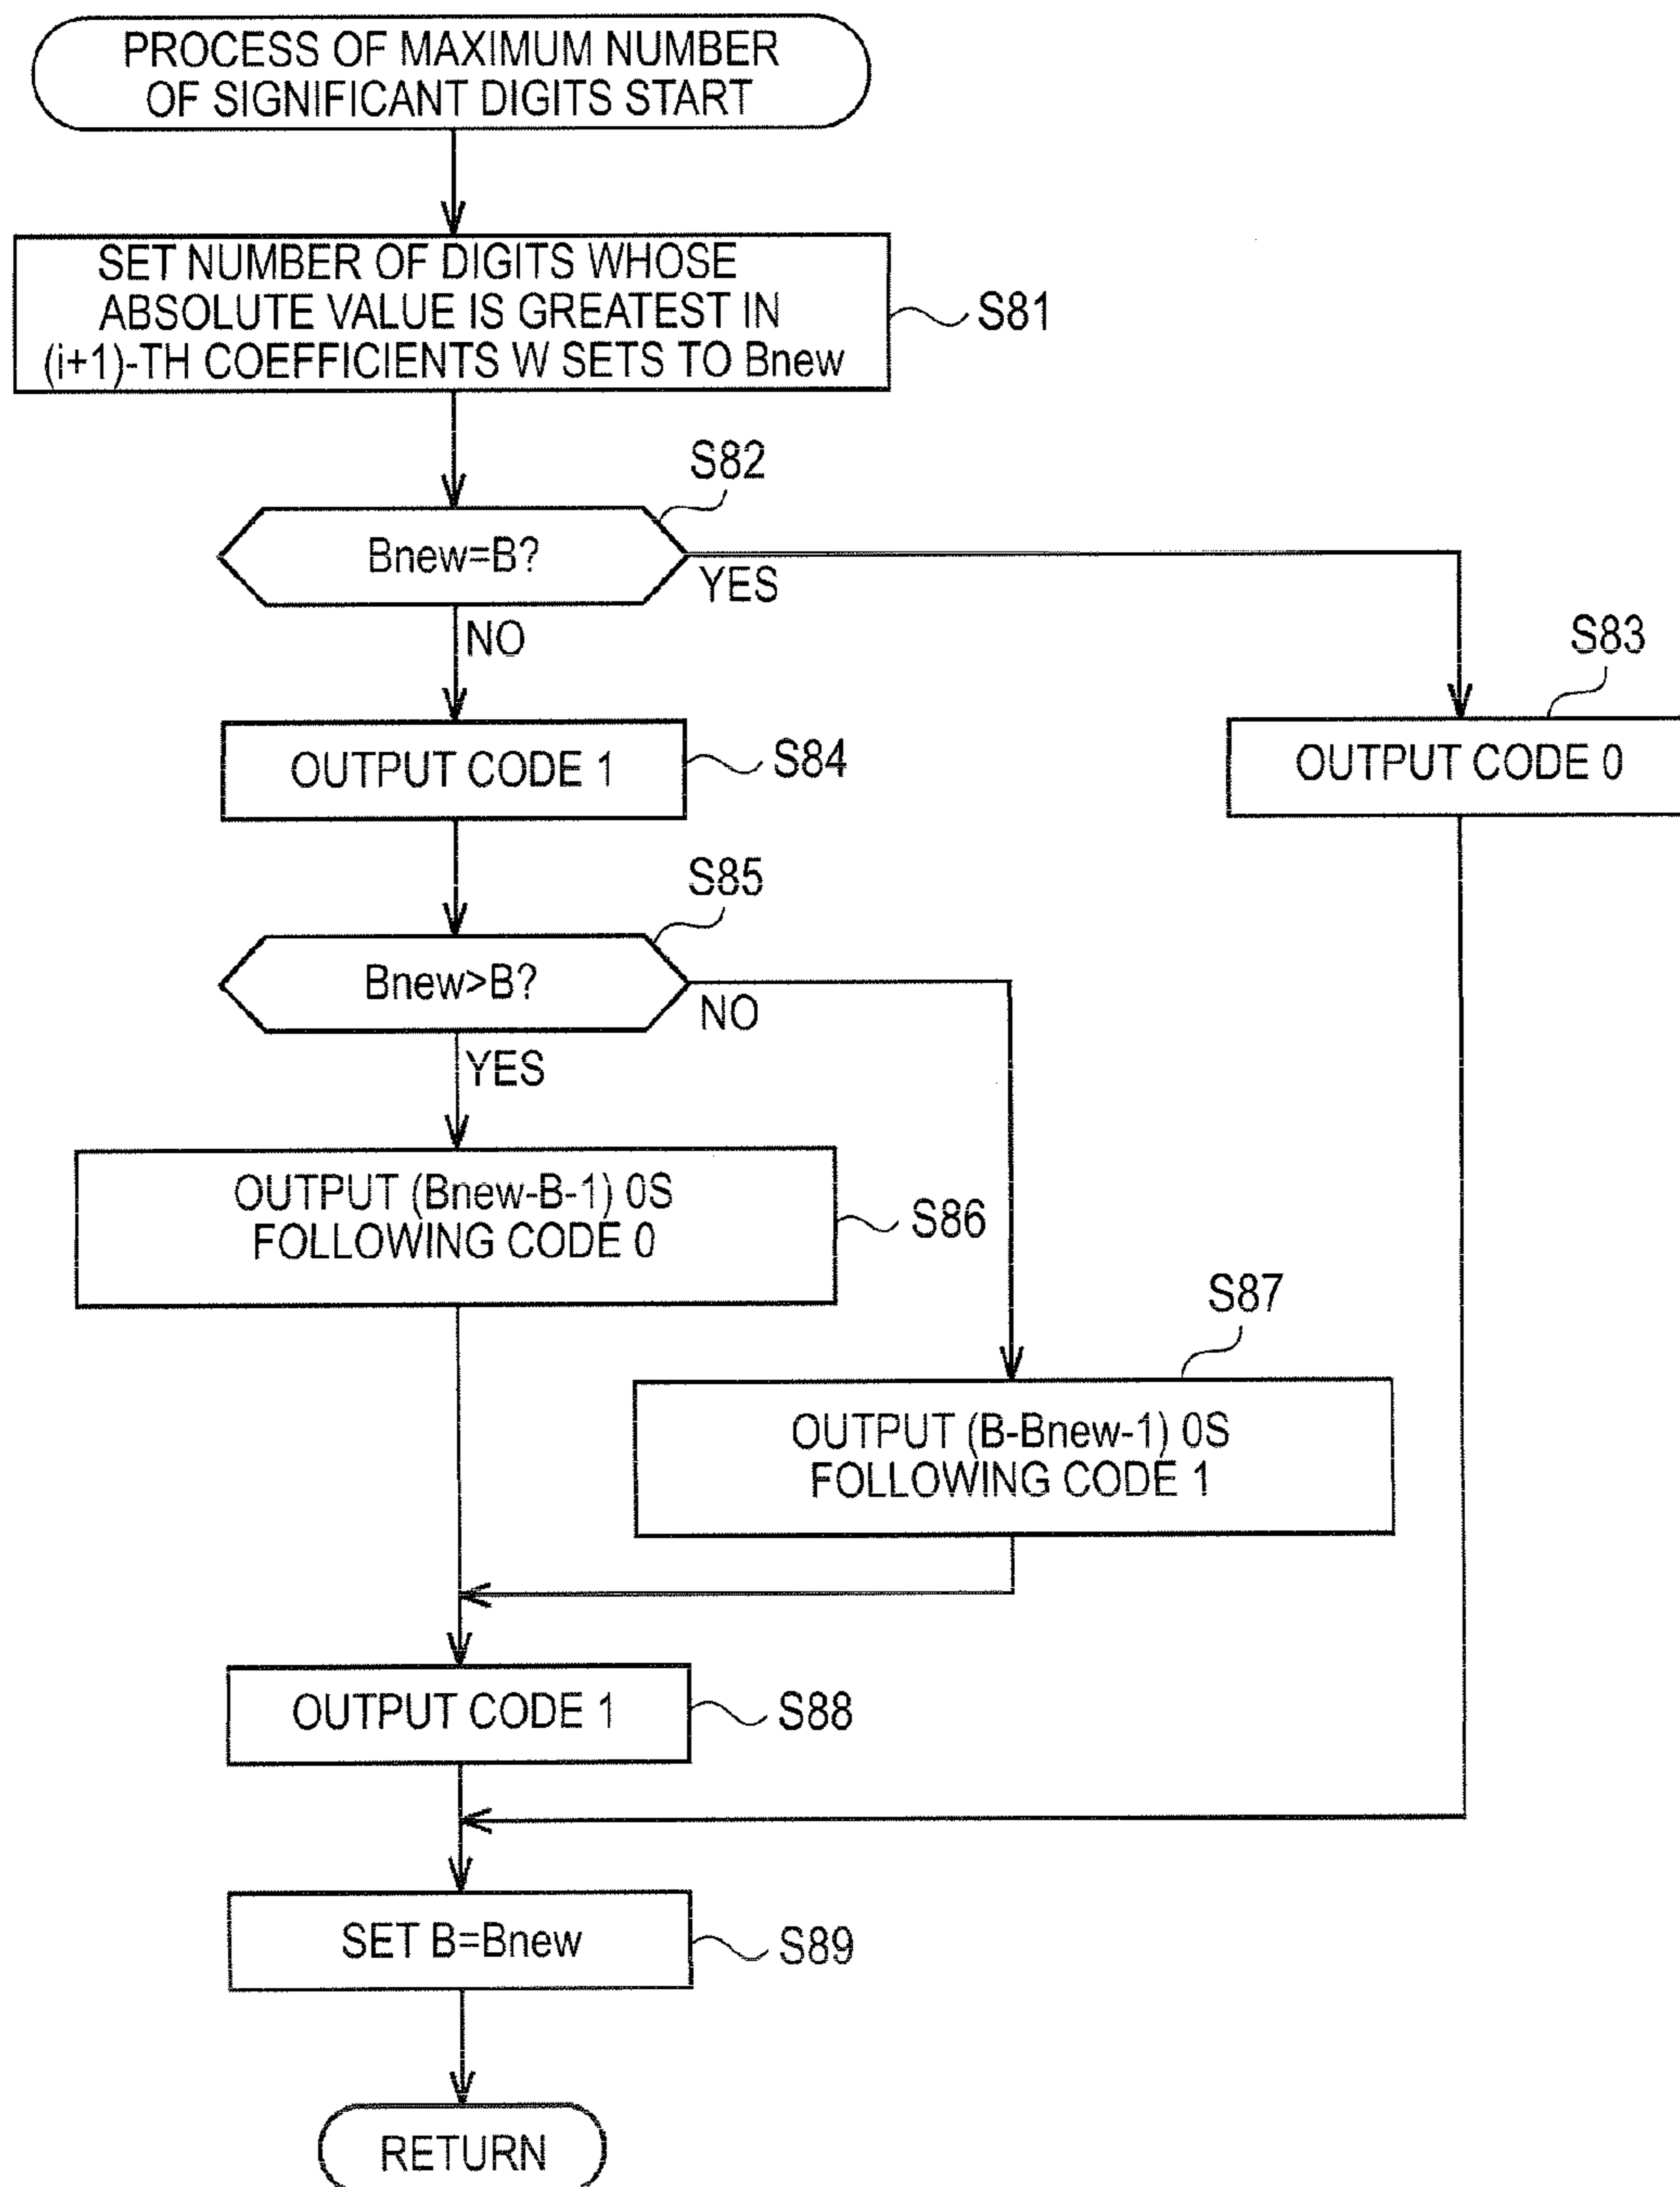 PROCESS OF MAXIMUM NUMBER
OF SIGNIFICANT DIGITS START
SET NUMBER OF DIGITS WHOSE
ABSOLUTE VALUE IS GREATEST IN
(i+1)-TH COEFFICIENTS W SETS TO Bnew
S81
S82
Bnew=B?
YES
NO
S83
OUTPUT CODE 0
OUTPUT CODE 1
S84
S85
Bnew>B?
NO
YES
OUTPUT (Bnew-B-1) 0S
FOLLOWING CODE 0
S86
S87
OUTPUT (B-Bnew-1) 0S
FOLLOWING CODE 1
OUTPUT CODE 1
S88
SET B=Bnew
S89
RETURN